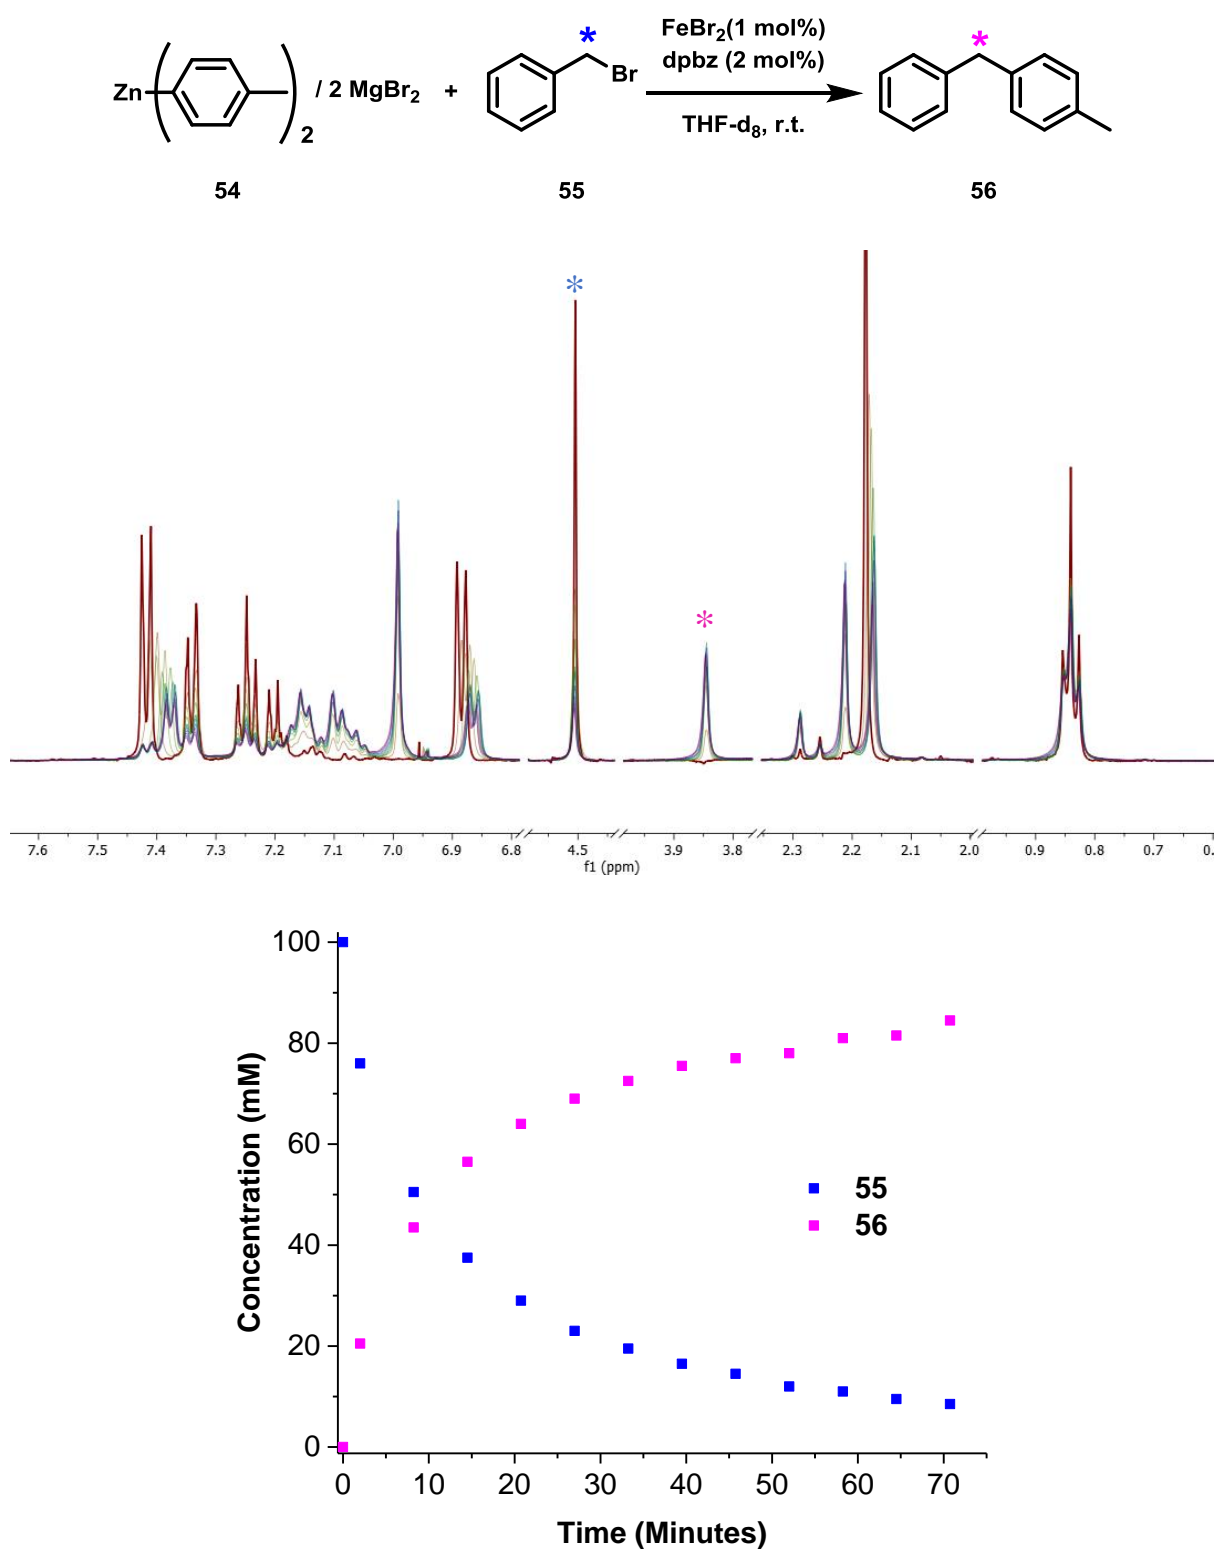 FeBr2(1 mol%)
dpbz (2 mol%)
Zn ( )2 / 2 MgBr2 + Br
THF-d8, r.t.
54 55 56
* *
* *
7.6 7.5 7.4 7.3 7.2 7.1 7.0 6.9 6.8 4.5 3.9 3.8 2.3 2.2 2.1 2.0 0.9 0.8 0.7 0.
f1 (ppm)
100
80
60
40
20
0
Concentration (mM)
55
56
0 10 20 30 40 50 60 70
Time (Minutes)